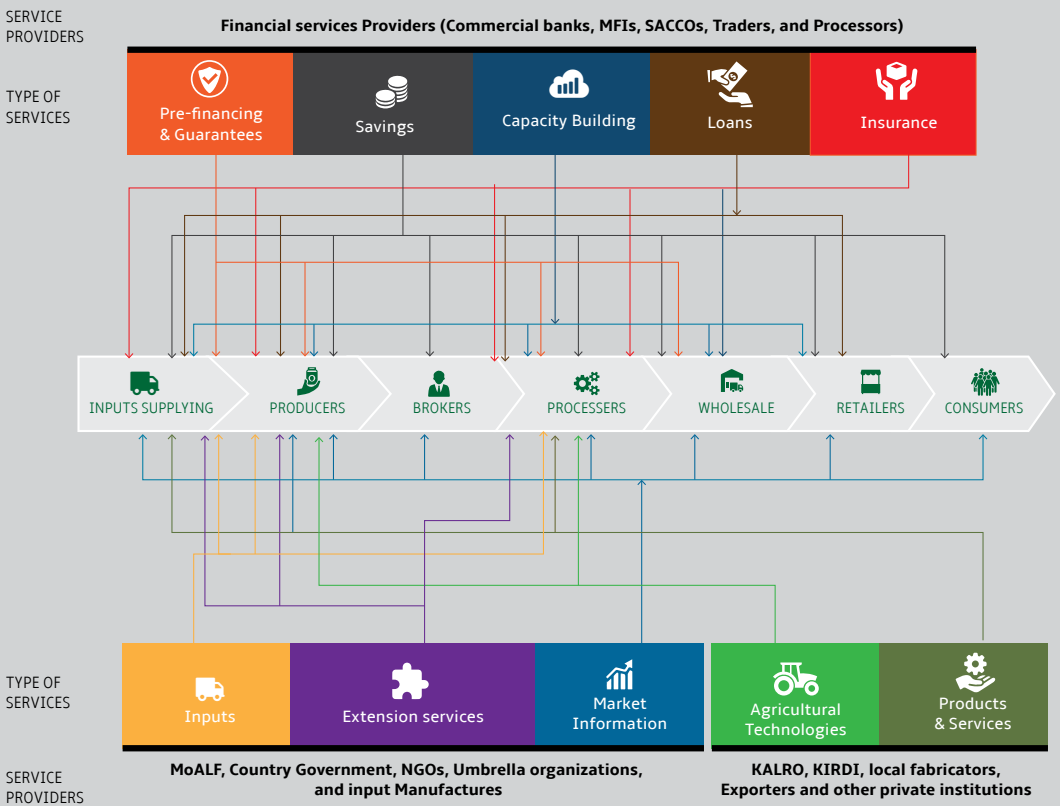 SERVICE
PROVIDERS
Financial services Providers (Commercial banks, MFIs, SACCOs, Traders, and Processors)
TYPE OF
SERVICES
Pre-financing
& Guarantees
Savings
Capacity Building
Loans
Insurance
INPUTS SUPPLYING
PRODUCERS
BROKERS
PROCESSERS
WHOLESALE
RETAILERS
CONSUMERS
TYPE OF
SERVICES
Inputs
Extension services
Market
Information
Agricultural
Technologies
Products
& Services
SERVICE
PROVIDERS
MoALF, Country Government, NGOs, Umbrella organizations,
and input Manufactures
KALRO, KIRDI, local fabricators,
Exporters and other private institutions